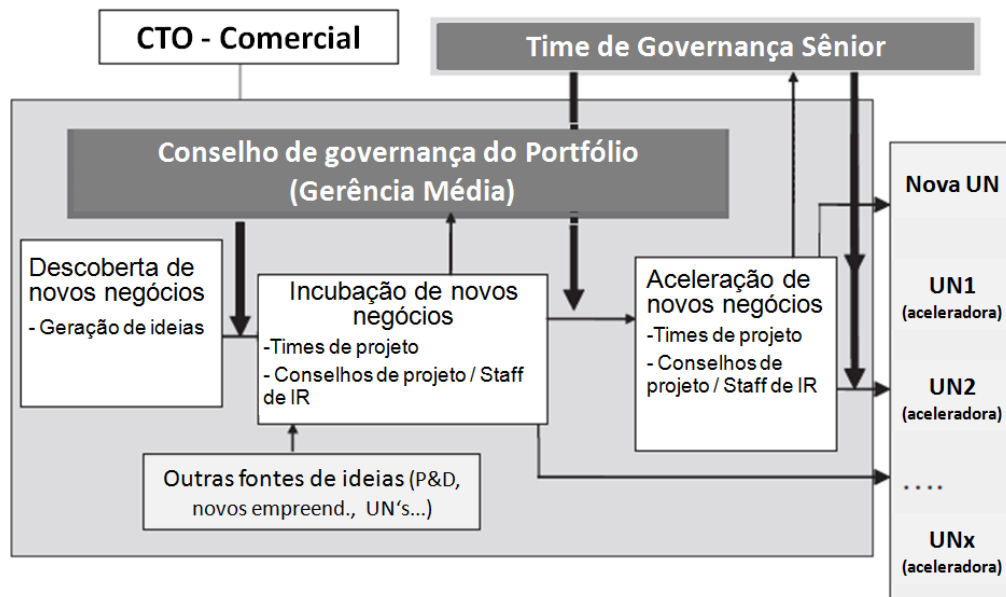 CTO - Comercial
Time de Governança Sênior
Conselho de governança do Portfólio
(Gerência Média)
Descoberta de
novos negócios
- Geração de ideias
Incubação de novos
negócios
-Times de projeto
- Conselhos de projeto / Staff
de IR
Aceleração de
novos negócios
-Times de projeto
- Conselhos de
projeto / Staff de IR
Outras fontes de ideias (P&D,
novos empreend., UN‘s...)
Nova UN
UN1
(aceleradora)
UN2
(aceleradora)
....
UNx
(aceleradora)